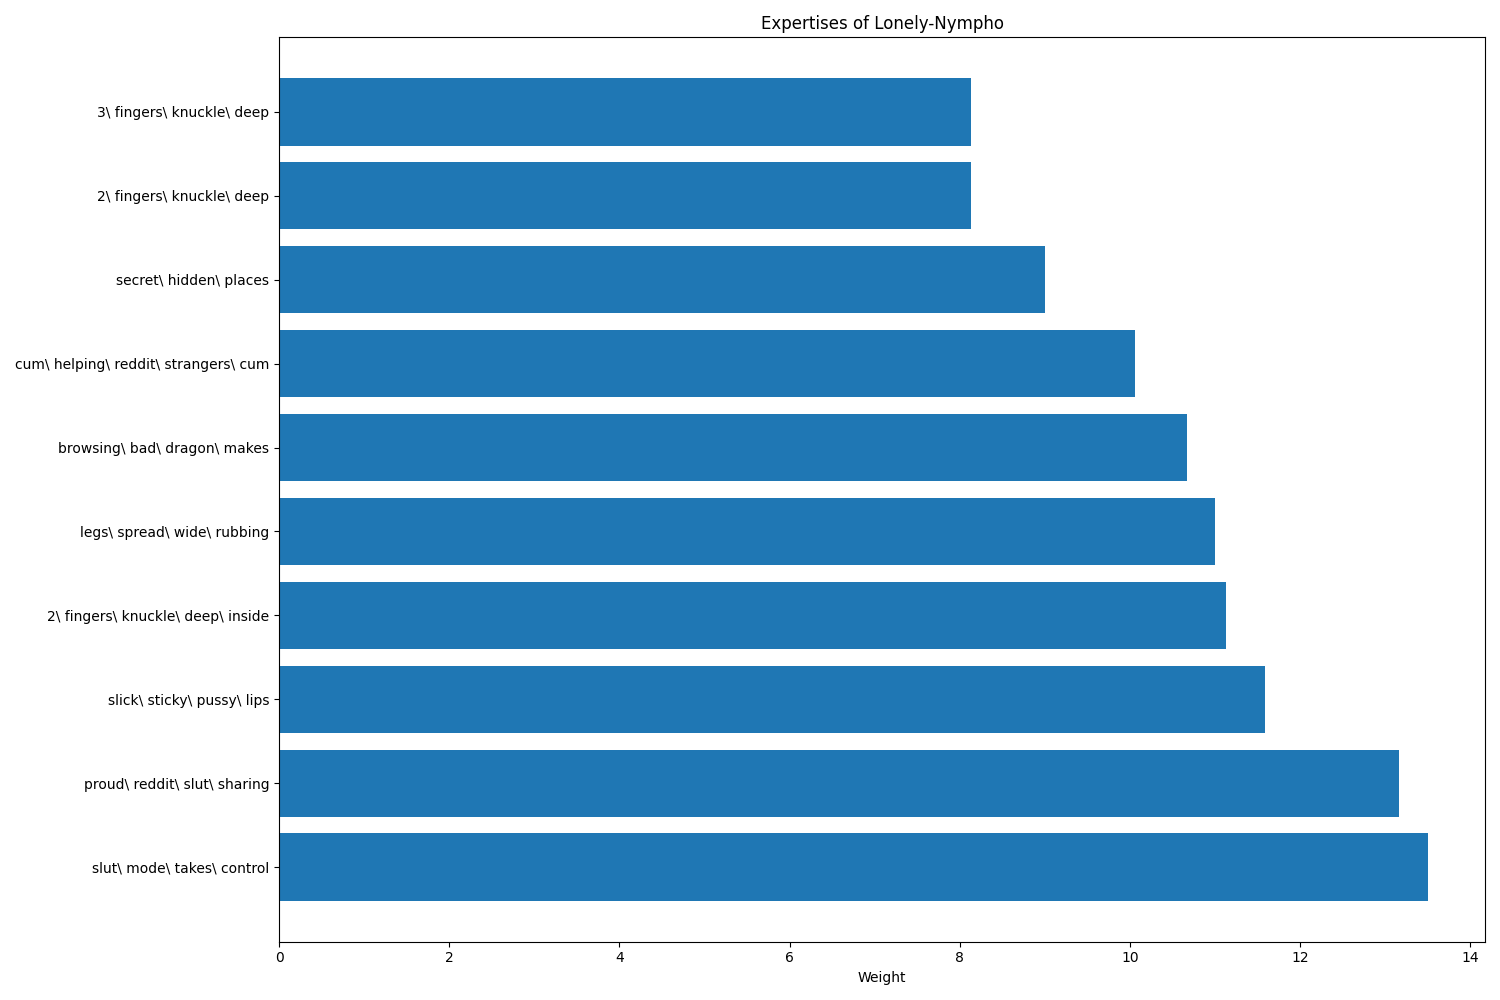 Expertises of Lonely-Nympho
3\ fingers\ knuckle\ deep
2\ fingers\ knuckle\ deep
secret\ hidden\ places
cum\ helping\ reddit\ strangers\ cum
browsing\ bad\ dragon\ makes
legs\ spread\ wide\ rubbing
2\ fingers\ knuckle\ deep\ inside
slick\ sticky\ pussy\ lips
proud\ reddit\ slut\ sharing
slut\ mode\ takes\ control
0 2 4 6 8 10 12 14
Weight